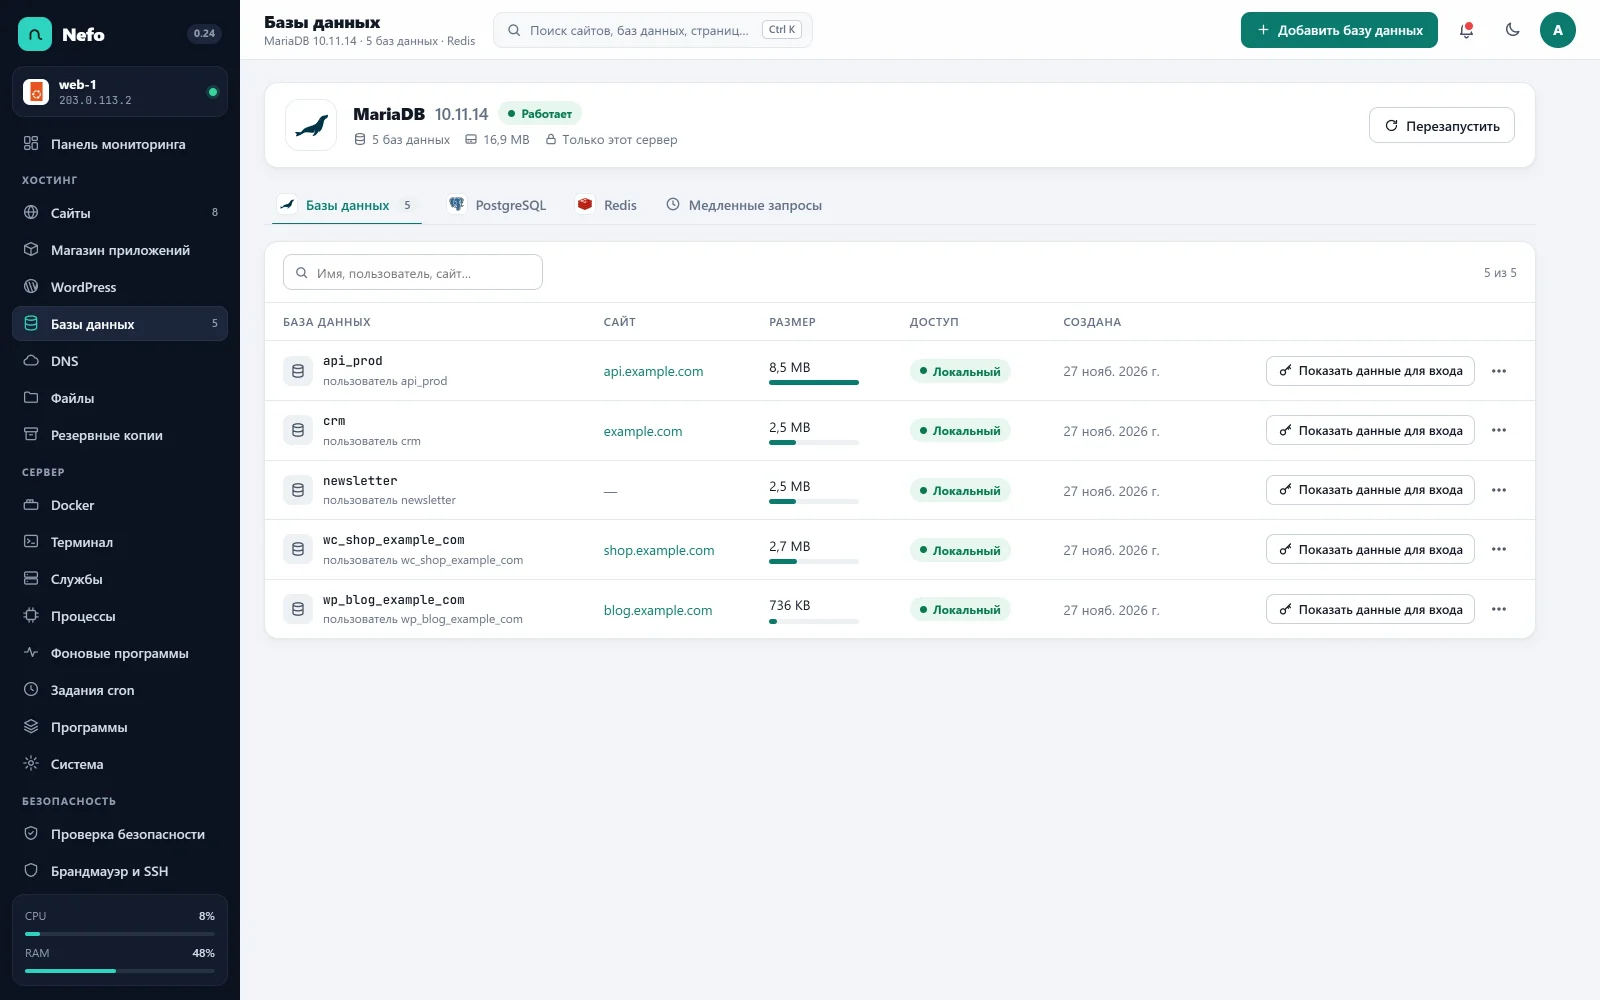 Nefo
0.24
web-1
203.0.113.2
Панель мониторинга
ХОСТИНГ
Сайты 8
Магазин приложений
WordPress
Базы данных 5
DNS
Файлы
Резервные копии
СЕРВЕР
Docker
Терминал
Службы
Процессы
Фоновые программы
Задания cron
Программы
Система
БЕЗОПАСНОСТЬ
Проверка безопасности
Брандмауэр и SSH
CPU 8%
RAM 48%
Базы данных
MariaDB 10.11.14 · 5 баз данных · Redis
Поиск сайтов, баз данных, страниц... Ctrl K
Добавить базу данных
A
MariaDB 10.11.14 Работает
5 баз данных 16,9 MB Только этот сервер
Перезапустить
Базы данных 5 PostgreSQL Redis Медленные запросы
Имя, пользователь, сайт...
5 из 5
БАЗА ДАННЫХ САЙТ РАЗМЕР ДОСТУП СОЗДАНА
api_prod
пользователь api_prod
api.example.com
8,5 MB
Локальный
27 нояб. 2026 г.
Показать данные для входа
crm
пользователь crm
example.com
2,5 MB
Локальный
27 нояб. 2026 г.
Показать данные для входа
newsletter
пользователь newsletter
—
2,5 MB
Локальный
27 нояб. 2026 г.
Показать данные для входа
wc_shop_example_com
пользователь wc_shop_example_com
shop.example.com
2,7 MB
Локальный
27 нояб. 2026 г.
Показать данные для входа
wp_blog_example_com
пользователь wp_blog_example_com
blog.example.com
736 KB
Локальный
27 нояб. 2026 г.
Показать данные для входа